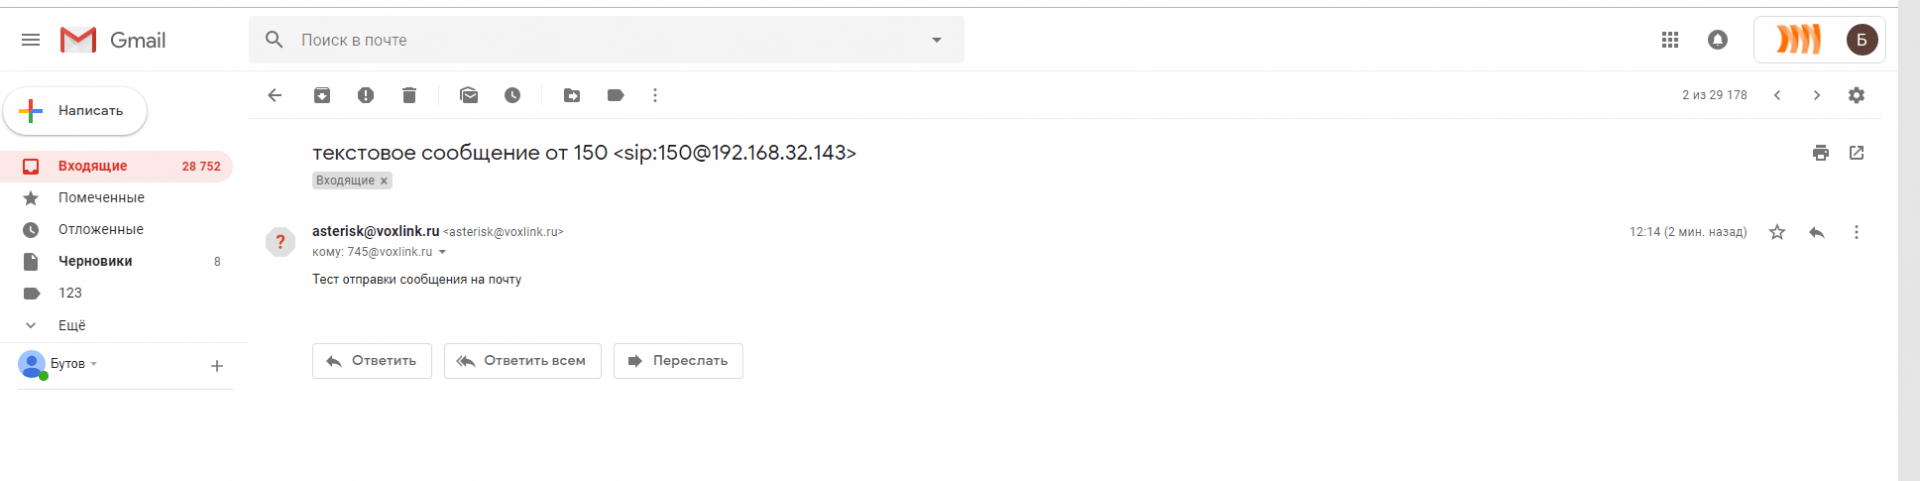 Gmail
Поиск в почте
Б
Написать
2 из 29 178
текстовое сообщение от 150 <sip:150@192.168.32.143>
Входящие ×
Входящие 28 752
Помеченные
Отложенные
Черновики 8
123
Ещё
Бутов
asterisk@voxlink.ru <asterisk@voxlink.ru>
12:14 (2 мин. назад)
кому: 745@voxlink.ru
Тест отправки сообщения на почту
Ответить
Ответить всем
Переслать